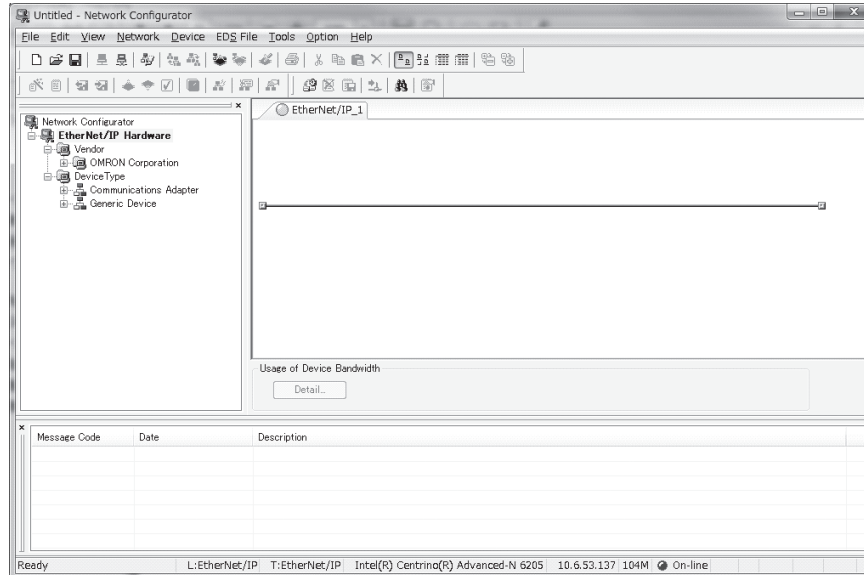 Untitled - Network Configurator
File Edit View Network Device EDS File Tools Option Help
EtherNet/IP_1
Network Configurator
EtherNet/IP Hardware
Vendor
OMRON Corporation
DeviceType
Communications Adapter
Generic Device
Usage of Device Bandwidth
Detail...
Message Code Date Description
Ready L:EtherNet/IP T:EtherNet/IP Intel(R) Centrino(R) Advanced-N 6205 10.6.53.137 104M On-line